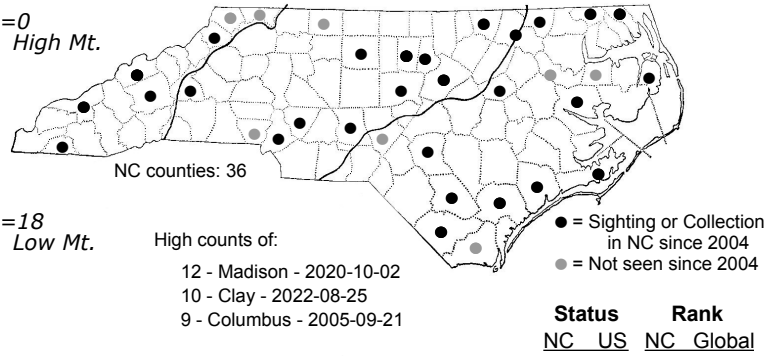 =0
High Mt.
NC counties: 36
=18
Low Mt.
High counts of:
12 - Madison - 2020-10-02
10 - Clay - 2022-08-25
9 - Columbus - 2005-09-21
= Sighting or Collection
in NC since 2004
= Not seen since 2004
Status Rank
NC US NC Global